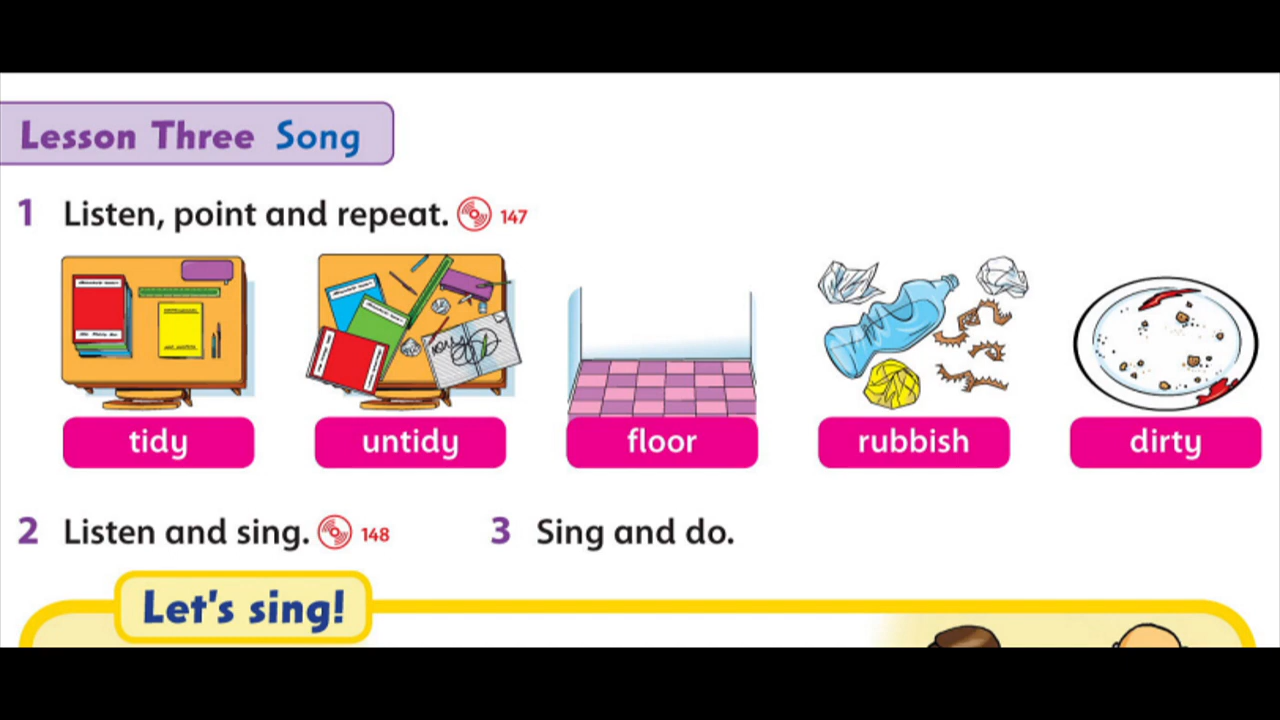 Lesson Three Song
1 Listen, point and repeat. 147
tidy untidy floor rubbish dirty
2 Listen and sing. 148 3 Sing and do.
Let's sing!